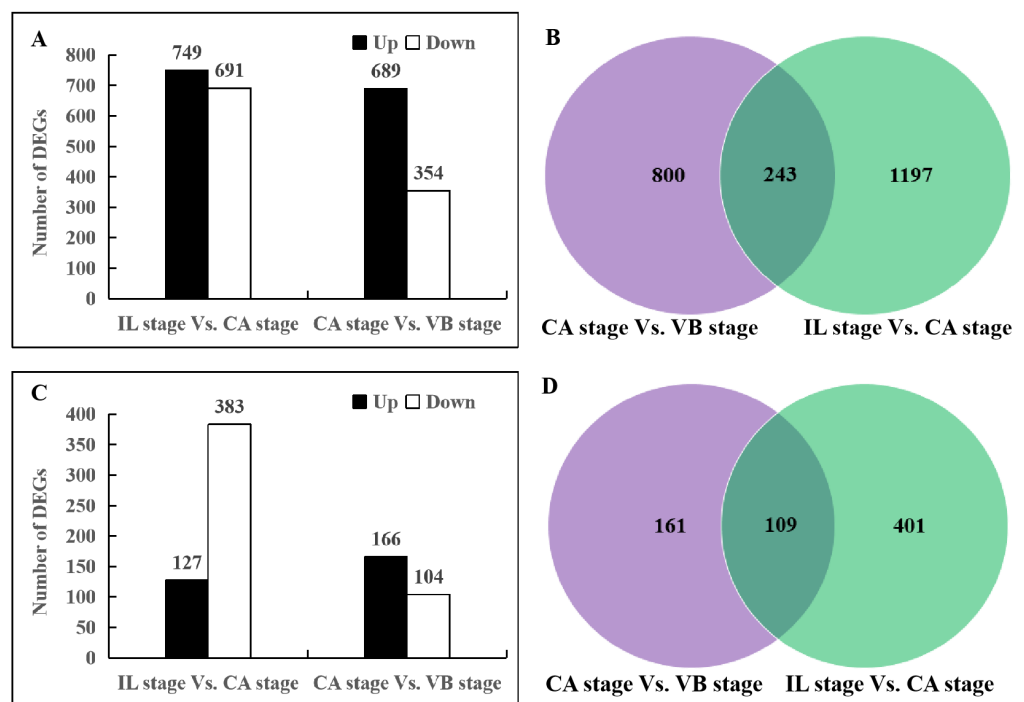 A
Up Down
Number of DEGs
800
700
600
500
400
300
200
100
0
749
691
689
354
IL stage Vs. CA stage CA stage Vs. VB stage
B
800 243 1197
CA stage Vs. VB stage IL stage Vs. CA stage
C
Up Down
Number of DEGs
400
350
300
250
200
150
100
50
0
127
383
166
104
IL stage Vs. CA stage CA stage Vs. VB stage
D
161 109 401
CA stage Vs. VB stage IL stage Vs. CA stage